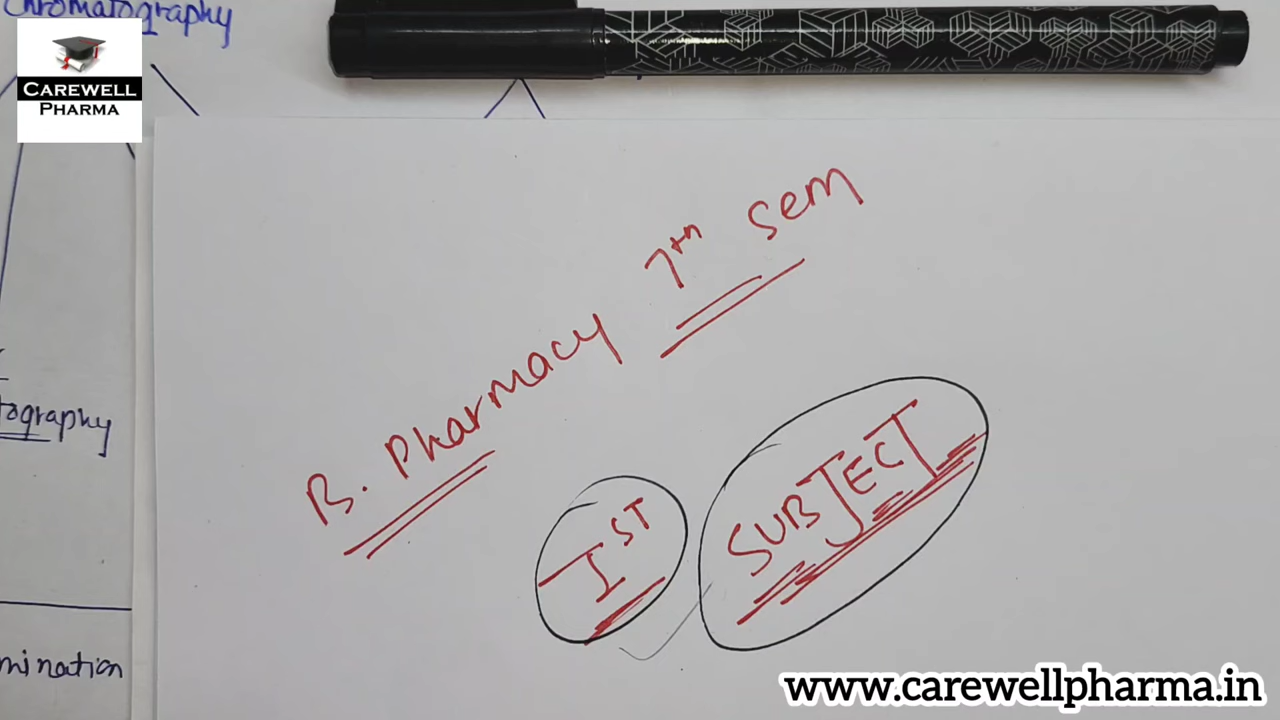 Chromatography
CAREWELL
PHARMA
B. Pharmacy 7th Sem
IST SUBJECT
tography
mination
www.carewellpharma.in